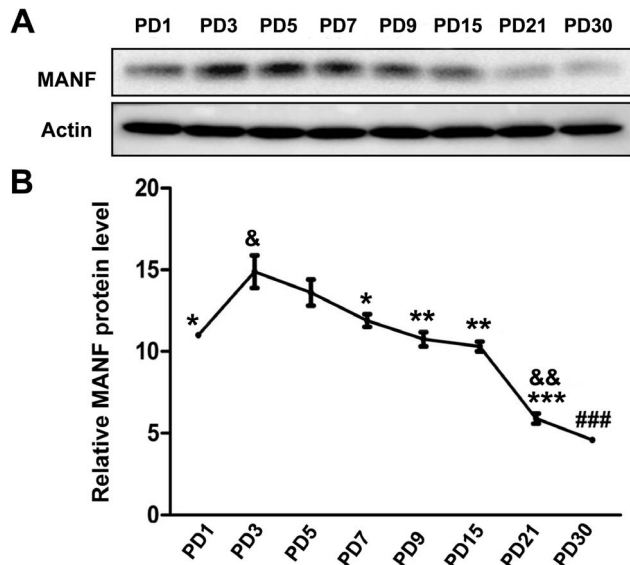 A
PD1 PD3 PD5 PD7 PD9 PD15 PD21 PD30
MANF
Actin
B
Relative MANF protein level
20
15
10
5
0
*
&
*
**
**
&&
***
###
PD1 PD3 PD5 PD7 PD9 PD15 PD21 PD30